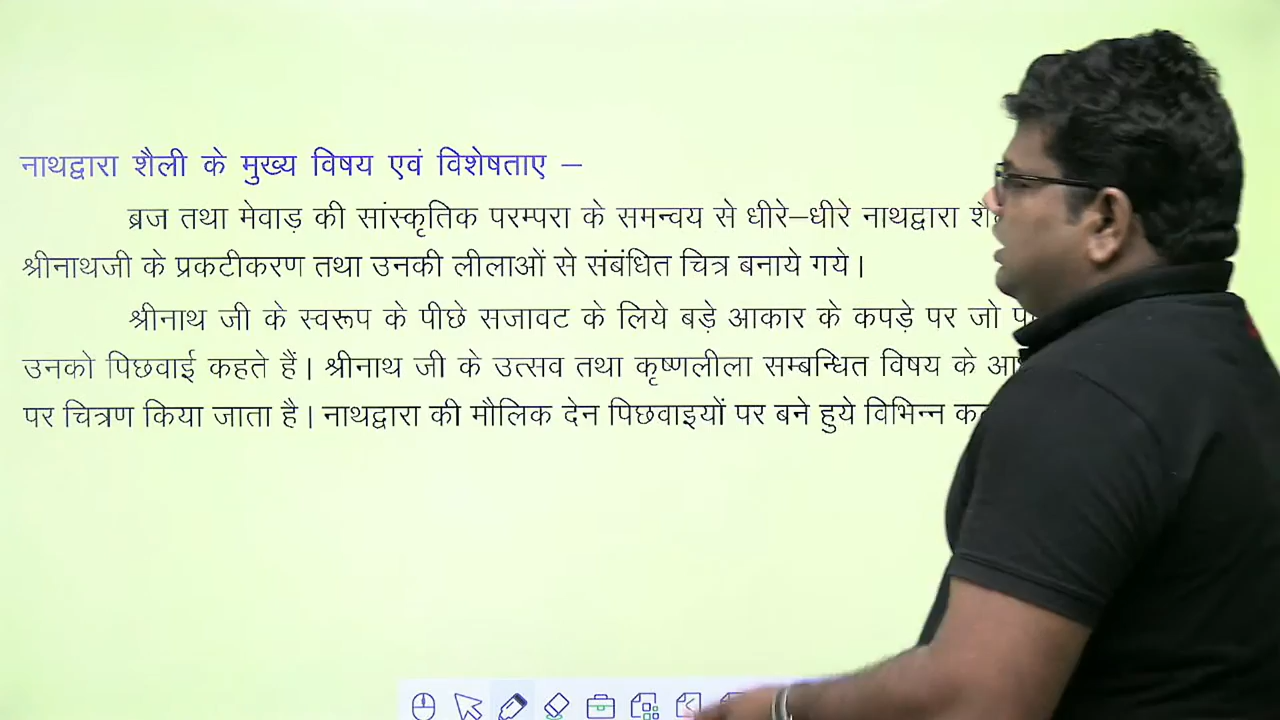 नाथद्वारा शैली के मुख्य विषय एवं विशेषताए –
ब्रज तथा मेवाड़ की सांस्कृतिक परम्परा के समन्वय से धीरे–धीरे नाथद्वारा
श्रीनाथजी के प्रकटीकरण तथा उनकी लीलाओं से संबंधित चित्र बनाये गये।
श्रीनाथ जी के स्वरूप के पीछे सजावट के लिये बड़े आकार के कपड़े पर जो
उनको पिछवाई कहते हैं। श्रीनाथ जी के उत्सव तथा कृष्णलीला सम्बन्धित विषय के
पर चित्रण किया जाता है। नाथद्वारा की मौलिक देन पिछवाइयों पर बने हुये विभिन्न